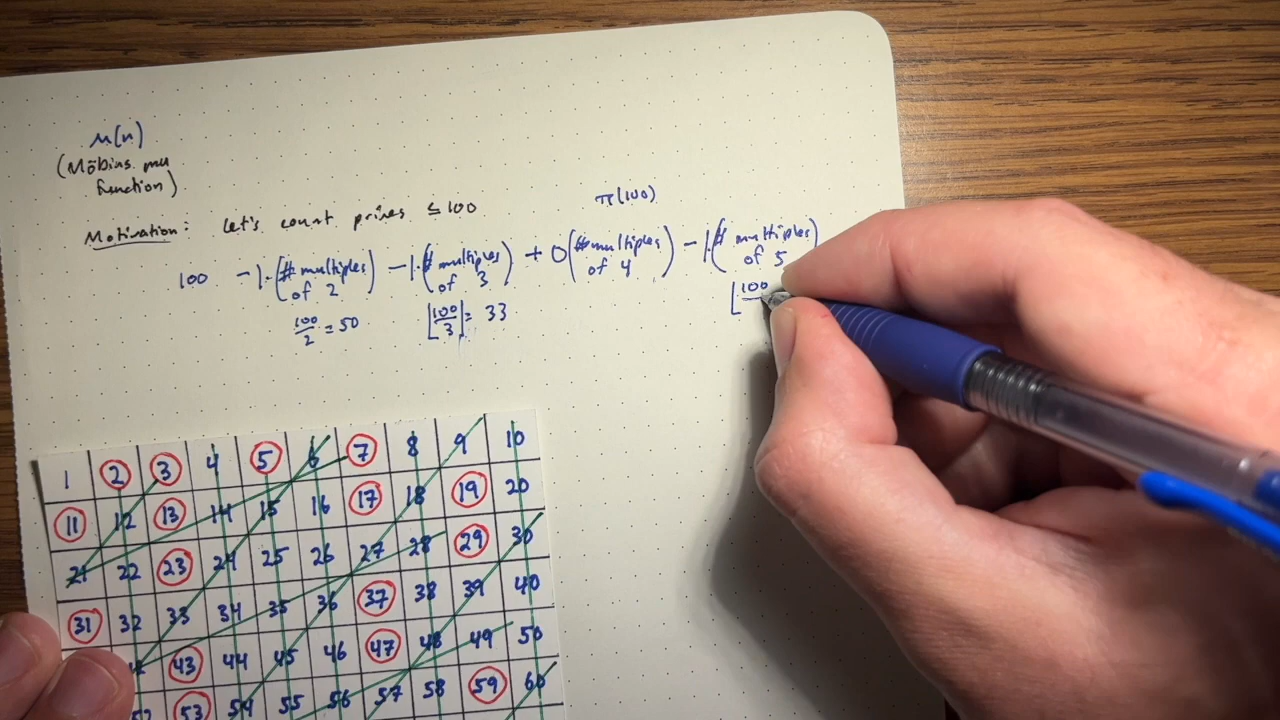 μ(n)
(Möbius mu
function)
Motivation: Let's count primes ≤ 100
π(100)
100 - 1·(# multiples of 2) - 1·(# multiples of 3) + 0(# multiples of 4) - 1·(# multiples of 5)
100/2 = 50
⌊100/3⌋ = 33
⌊100
1 2 3 4 5 6 7 8 9 10
11 12 13 14 15 16 17 18 19 20
21 22 23 24 25 26 27 28 29 30
31 32 33 34 35 36 37 38 39 40
43 44 45 46 47 48 49 50
53 54 55 56 57 58 59 60